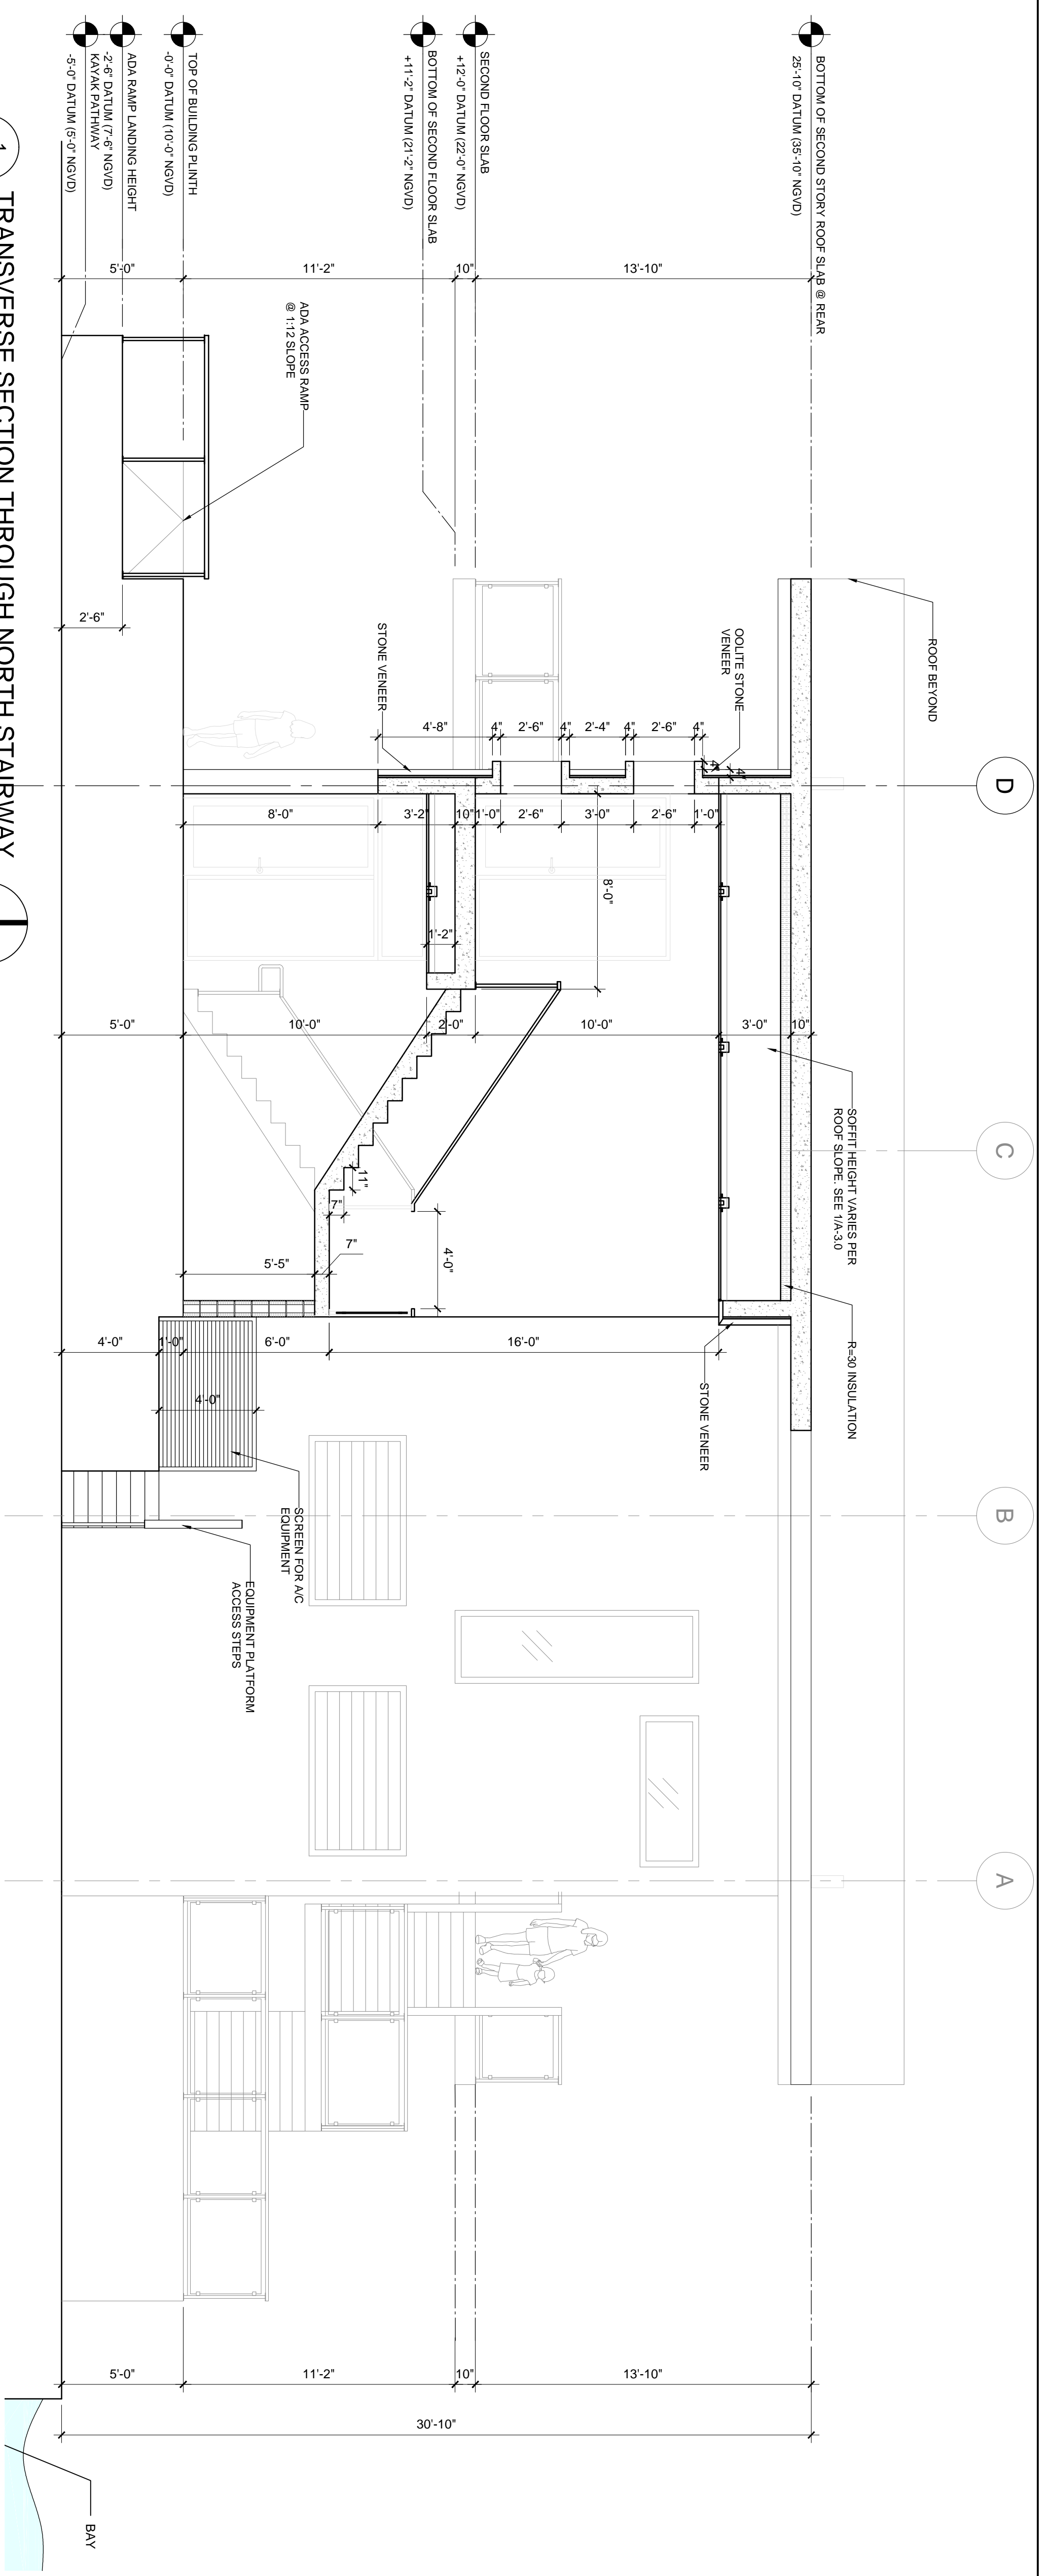 D
C
B
A
BOTTOM OF SECOND STORY ROOF SLAB @ REAR
25'-10" DATUM (35'-10" NGVD)
SECOND FLOOR SLAB
+12'-0" DATUM (22'-0" NGVD)
BOTTOM OF SECOND FLOOR SLAB
+11'-2" DATUM (21'-2" NGVD)
TOP OF BUILDING PLINTH
-0'-0" DATUM (10'-0" NGVD)
ADA RAMP LANDING HEIGHT
-2'-6" DATUM (7'-6" NGVD)
KAYAK PATHWAY
-5'-0" DATUM (5'-0" NGVD)
13'-10"
10"
11'-2"
5'-0"
ADA ACCESS RAMP
@ 1:12 SLOPE
2'-6"
ROOF BEYOND
OOLITE STONE
VENEER
STONE VENEER
4"
2'-6"
4"
2'-4"
4"
2'-6"
4"
4'-8"
4"
4"
1'-0"
2'-6"
3'-0"
2'-6"
1'-0"
10"
3'-2"
8'-0"
8'-0"
1'-2"
10"
3'-0"
10'-0"
2'-0"
10'-0"
5'-0"
SOFFIT HEIGHT VARIES PER
ROOF SLOPE. SEE 1/A-3.0
R=30 INSULATION
STONE VENEER
11"
7"
4'-0"
7"
5'-5"
16'-0"
6'-0"
1'-0"
4'-0"
4'-0"
SCREEN FOR A/C
EQUIPMENT
EQUIPMENT PLATFORM
ACCESS STEPS
13'-10"
10"
11'-2"
5'-0"
30'-10"
BAY
1
TRANSVERSE SECTION THROUGH NORTH STAIRWAY